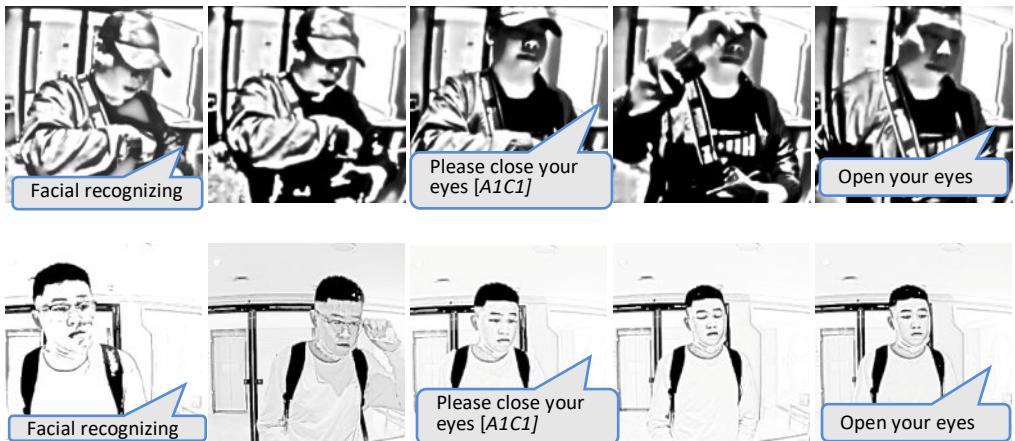 Facial recognizing
Please close your
eyes [A1C1]
Open your eyes
Facial recognizing
Please close your
eyes [A1C1]
Open your eyes